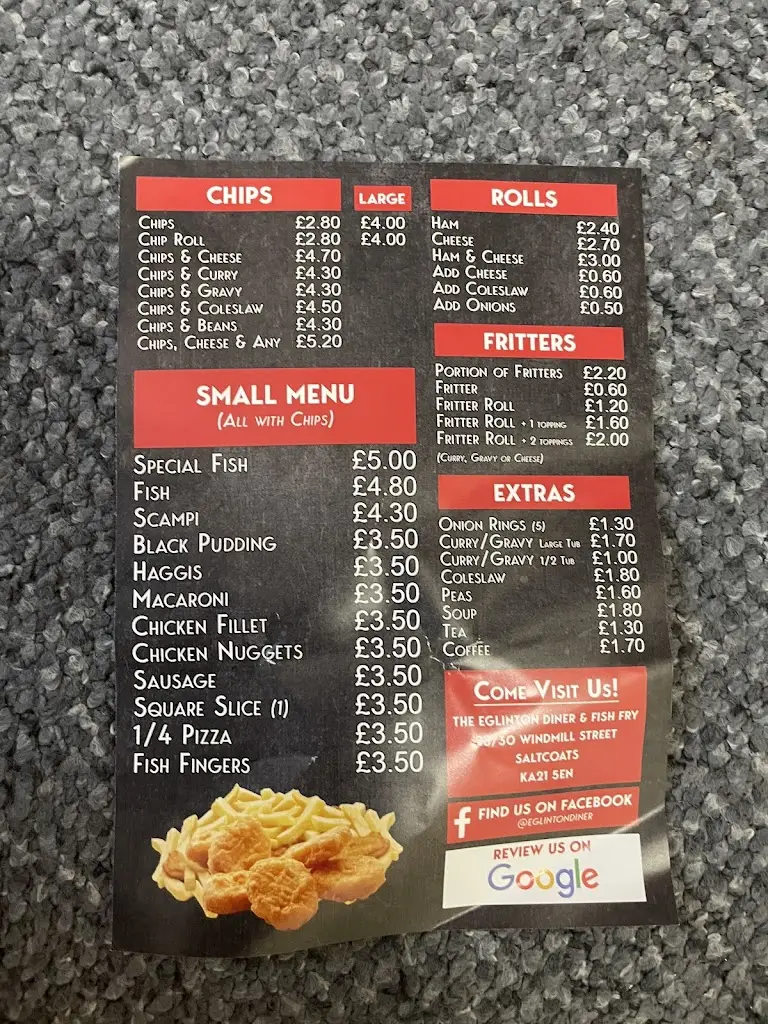 CHIPS LARGE
CHIPS £2.80 £4.00
CHIP ROLL £2.80 £4.00
CHIPS & CHEESE £4.70
CHIPS & CURRY £4.30
CHIPS & GRAVY £4.30
CHIPS & COLESLAW £4.50
CHIPS & BEANS £4.30
CHIPS, CHEESE & ANY £5.20
SMALL MENU
(ALL WITH CHIPS)
SPECIAL FISH £5.00
FISH £4.80
SCAMPI £4.30
BLACK PUDDING £3.50
HAGGIS £3.50
MACARONI £3.50
CHICKEN FILLET £3.50
CHICKEN NUGGETS £3.50
SAUSAGE £3.50
SQUARE SLICE (1) £3.50
1/4 PIZZA £3.50
FISH FINGERS £3.50
ROLLS
HAM £2.40
CHEESE £2.70
HAM & CHEESE £3.00
ADD CHEESE £0.60
ADD COLESLAW £0.60
ADD ONIONS £0.50
FRITTERS
PORTION OF FRITTERS £2.20
FRITTER £0.60
FRITTER ROLL £1.20
FRITTER ROLL + 1 TOPPING £1.60
FRITTER ROLL + 2 TOPPINGS £2.00
(CURRY, GRAVY OR CHEESE)
EXTRAS
ONION RINGS (5) £1.30
CURRY/GRAVY LARGE TUB £1.70
CURRY/GRAVY 1/2 TUB £1.00
COLESLAW £1.80
PEAS £1.60
SOUP £1.80
TEA £1.30
COFFEE £1.70
COME VISIT US!
THE EGLINTON DINER & FISH FRY
WINDMILL STREET
SALTCOATS
KA21 5EN
f FIND US ON FACEBOOK
@EGLINTONDINER
REVIEW US ON
Google